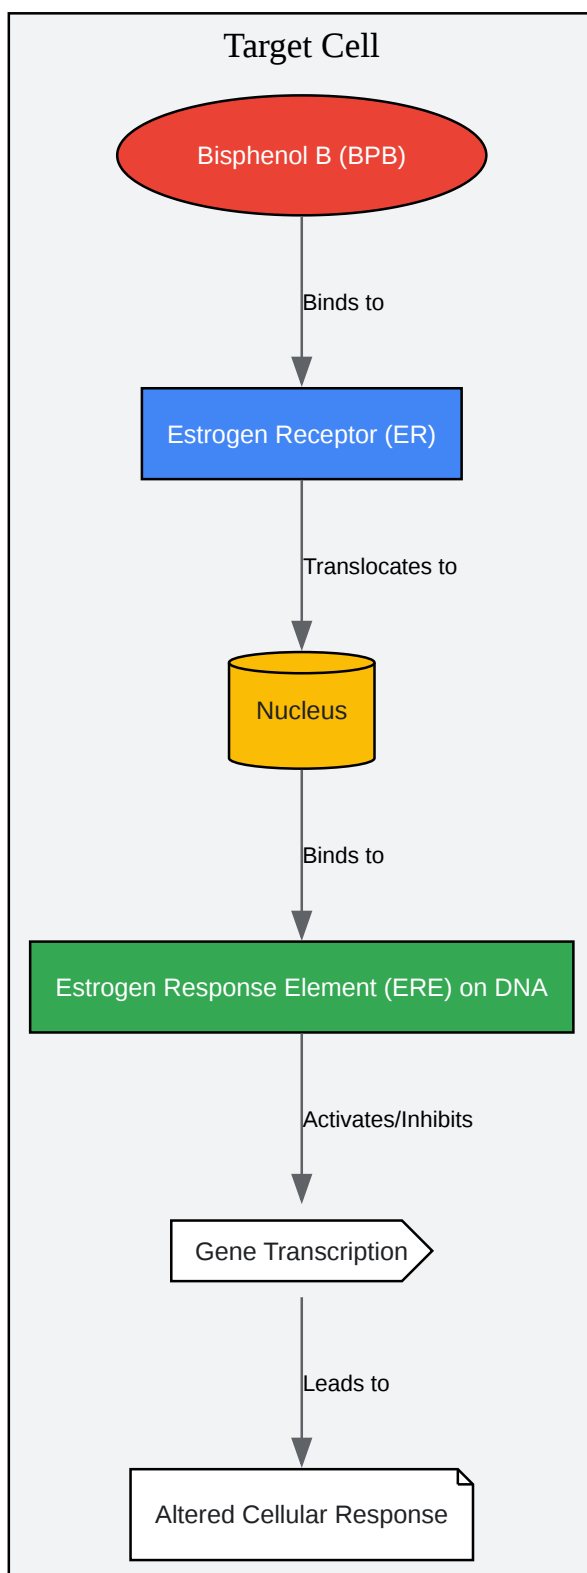 Target Cell
Bisphenol B (BPB)
Binds to
Estrogen Receptor (ER)
Translocates to
Nucleus
Binds to
Estrogen Response Element (ERE) on DNA
Activates/Inhibits
Gene Transcription
Leads to
Altered Cellular Response